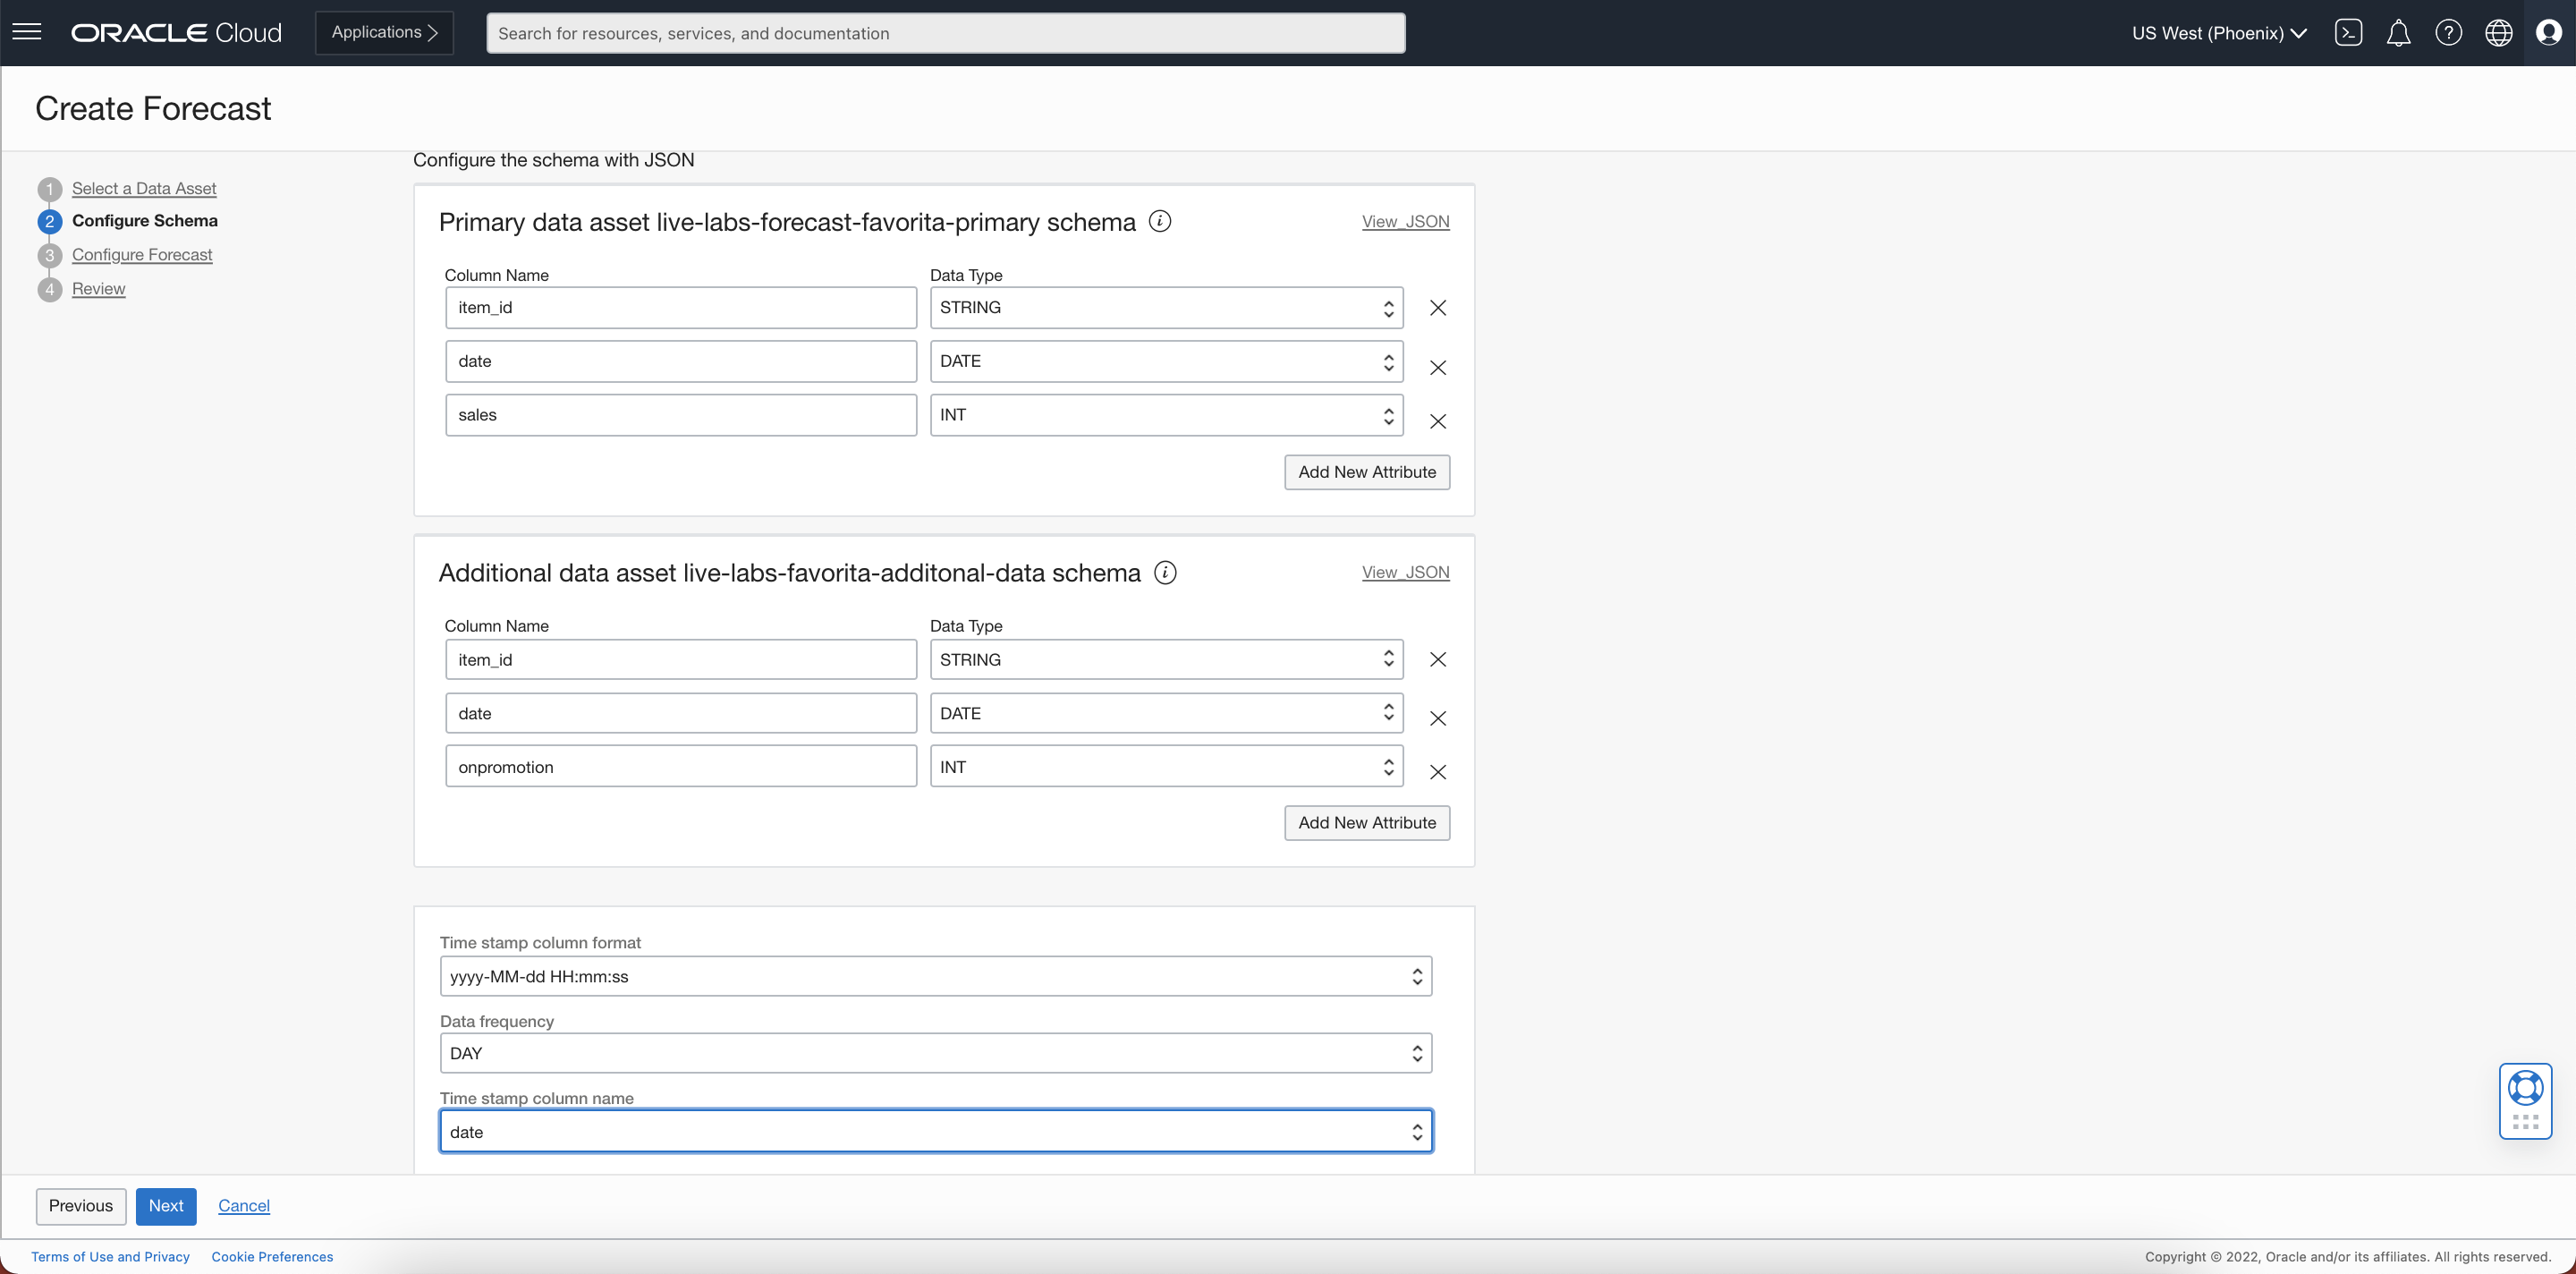 ORACLE Cloud
Applications
Search for resources, services, and documentation
US West (Phoenix)
Create Forecast
1 Select a Data Asset
2 Configure Schema
3 Configure Forecast
4 Review
Configure the schema with JSON
Primary data asset live-labs-forecast-favorita-primary schema
View_JSON
Column Name Data Type
item_id STRING
date DATE
sales INT
Add New Attribute
Additional data asset live-labs-favorita-additonal-data schema
View_JSON
Column Name Data Type
item_id STRING
date DATE
onpromotion INT
Add New Attribute
Time stamp column format
yyyy-MM-dd HH:mm:ss
Data frequency
DAY
Time stamp column name
date
Previous Next Cancel
Terms of Use and Privacy Cookie Preferences
Copyright © 2022, Oracle and/or its affiliates. All rights reserved.